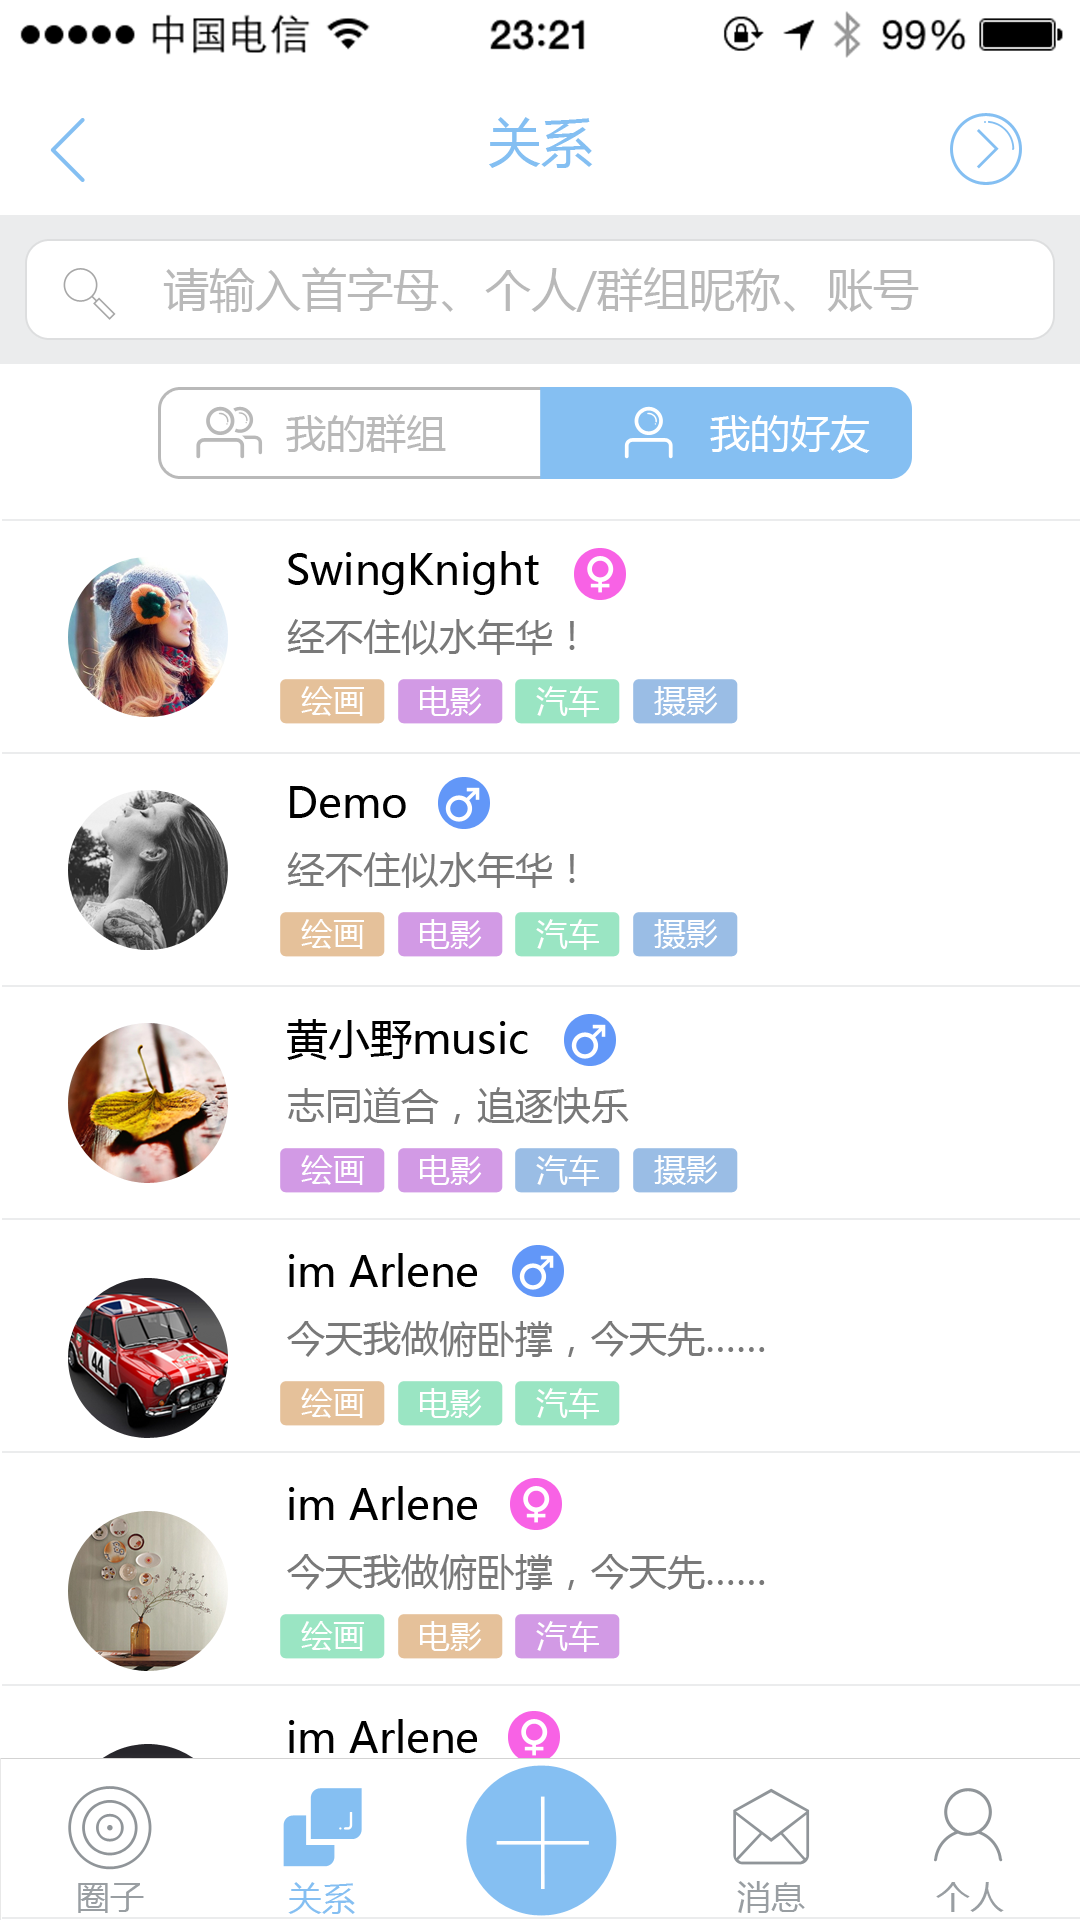 中国电信 23:21 99%
关系
请输入首字母、个人/群组昵称、账号
我的群组 我的好友
SwingKnight
经不住似水年华！
绘画 电影 汽车 摄影
Demo
经不住似水年华！
绘画 电影 汽车 摄影
黄小野music
志同道合，追逐快乐
绘画 电影 汽车 摄影
im Arlene
今天我做俯卧撑，今天先......
44
绘画 电影 汽车
im Arlene
今天我做俯卧撑，今天先......
绘画 电影 汽车
im Arlene
圈子 关系 消息 个人